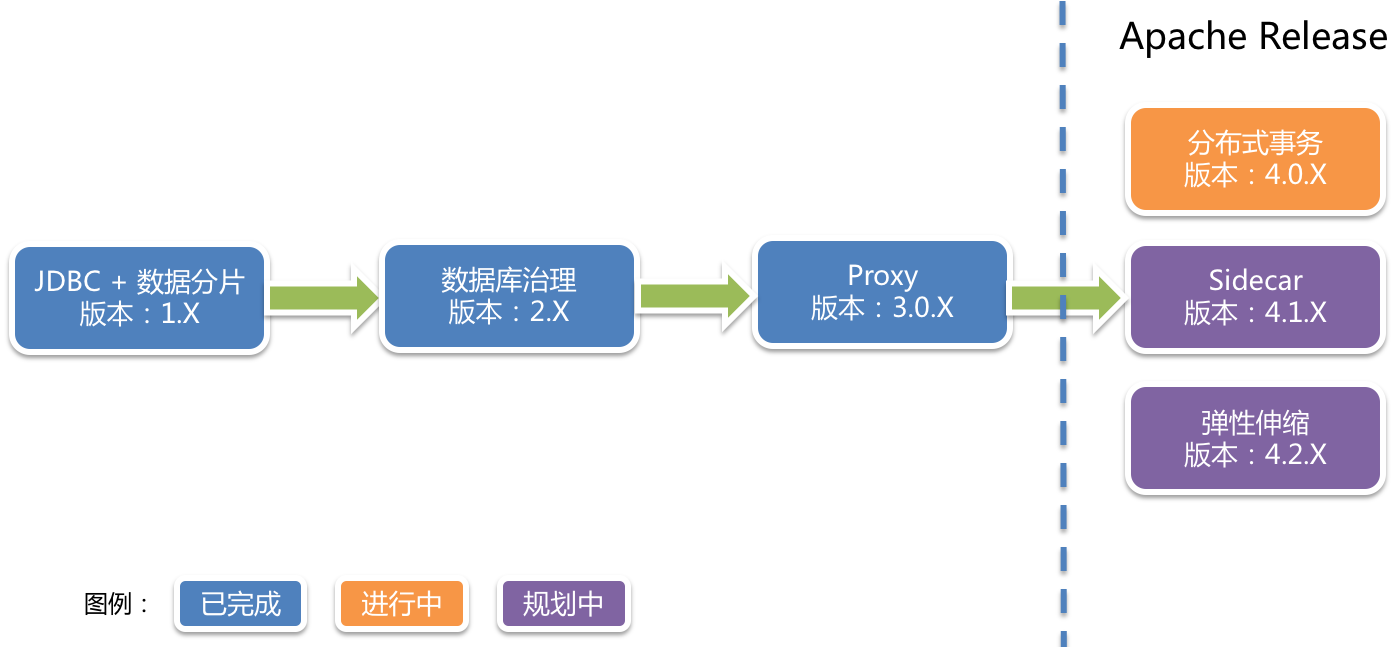 Apache Release
JDBC + 数据分片
版本：1.X
数据库治理
版本：2.X
Proxy
版本：3.0.X
分布式事务
版本：4.0.X
Sidecar
版本：4.1.X
弹性伸缩
版本：4.2.X
图例：
已完成
进行中
规划中